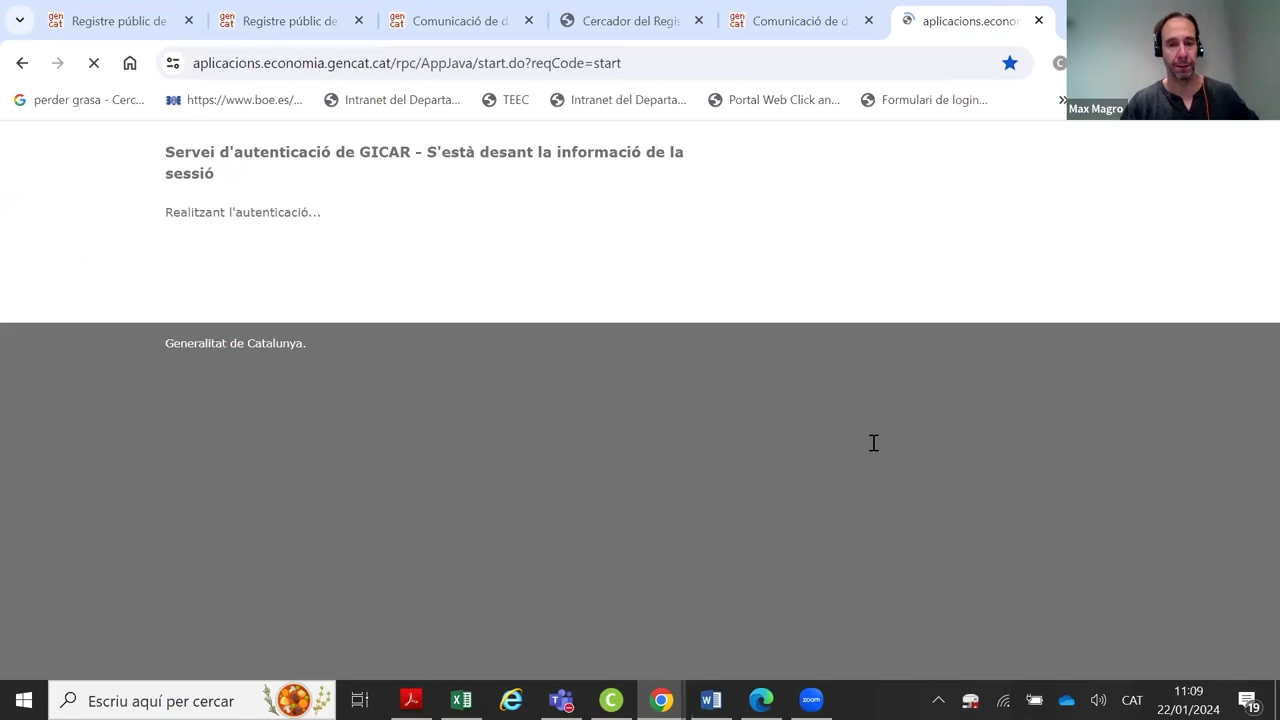 Registre públic de
Registre públic de
Comunicació de d
Cercador del Regis
Comunicació de d
aplicacions.econo
aplicacions.economia.gencat.cat/rpc/AppJava/start.do?reqCode=start
perder grasa - Cerc...
https://www.boe.es/...
Intranet del Departa...
TEEC
Intranet del Departa...
Portal Web Click an...
Formulari de login...
Max Magro
Servei d'autenticació de GICAR - S'està desant la informació de la
sessió
Realitzant l'autenticació...
Generalitat de Catalunya.
Escriu aquí per cercar
zoom
CAT
11:09
22/01/2024
19